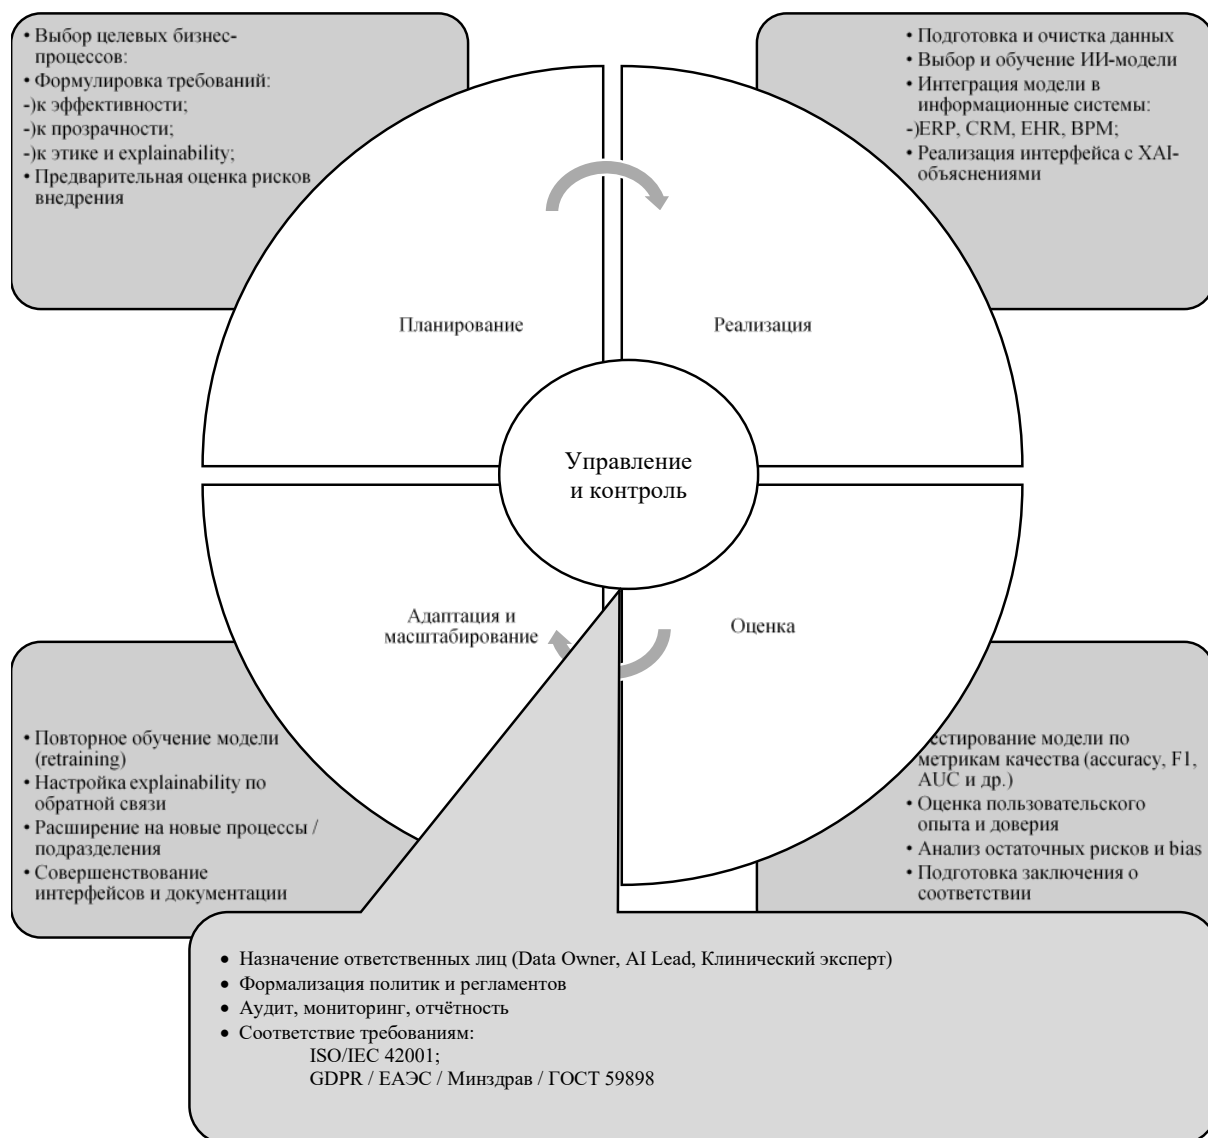 • Выбор целевых бизнес-
процессов:
• Формулировка требований:
-)к эффективности;
-)к прозрачности;
-)к этике и explainability;
• Предварительная оценка рисков
внедрения
• Подготовка и очистка данных
• Выбор и обучение ИИ-модели
• Интеграция модели в
информационные системы:
-)ERP, CRM, EHR, BPM;
• Реализация интерфейса с XAI-
объяснениями
Планирование
Реализация
Управление
и контроль
Адаптация и
масштабирование
Оценка
• Повторное обучение модели
(retraining)
• Настройка explainability по
обратной связи
• Расширение на новые процессы /
подразделения
• Совершенствование
интерфейсов и документации
естирование модели по
метрикам качества (accuracy, F1,
AUC и др.)
• Оценка пользовательского
опыта и доверия
• Анализ остаточных рисков и bias
• Подготовка заключения о
соответствии
• Назначение ответственных лиц (Data Owner, AI Lead, Клинический эксперт)
• Формализация политик и регламентов
• Аудит, мониторинг, отчётность
• Соответствие требованиям:
ISO/IEC 42001;
GDPR / ЕАЭС / Минздрав / ГОСТ 59898